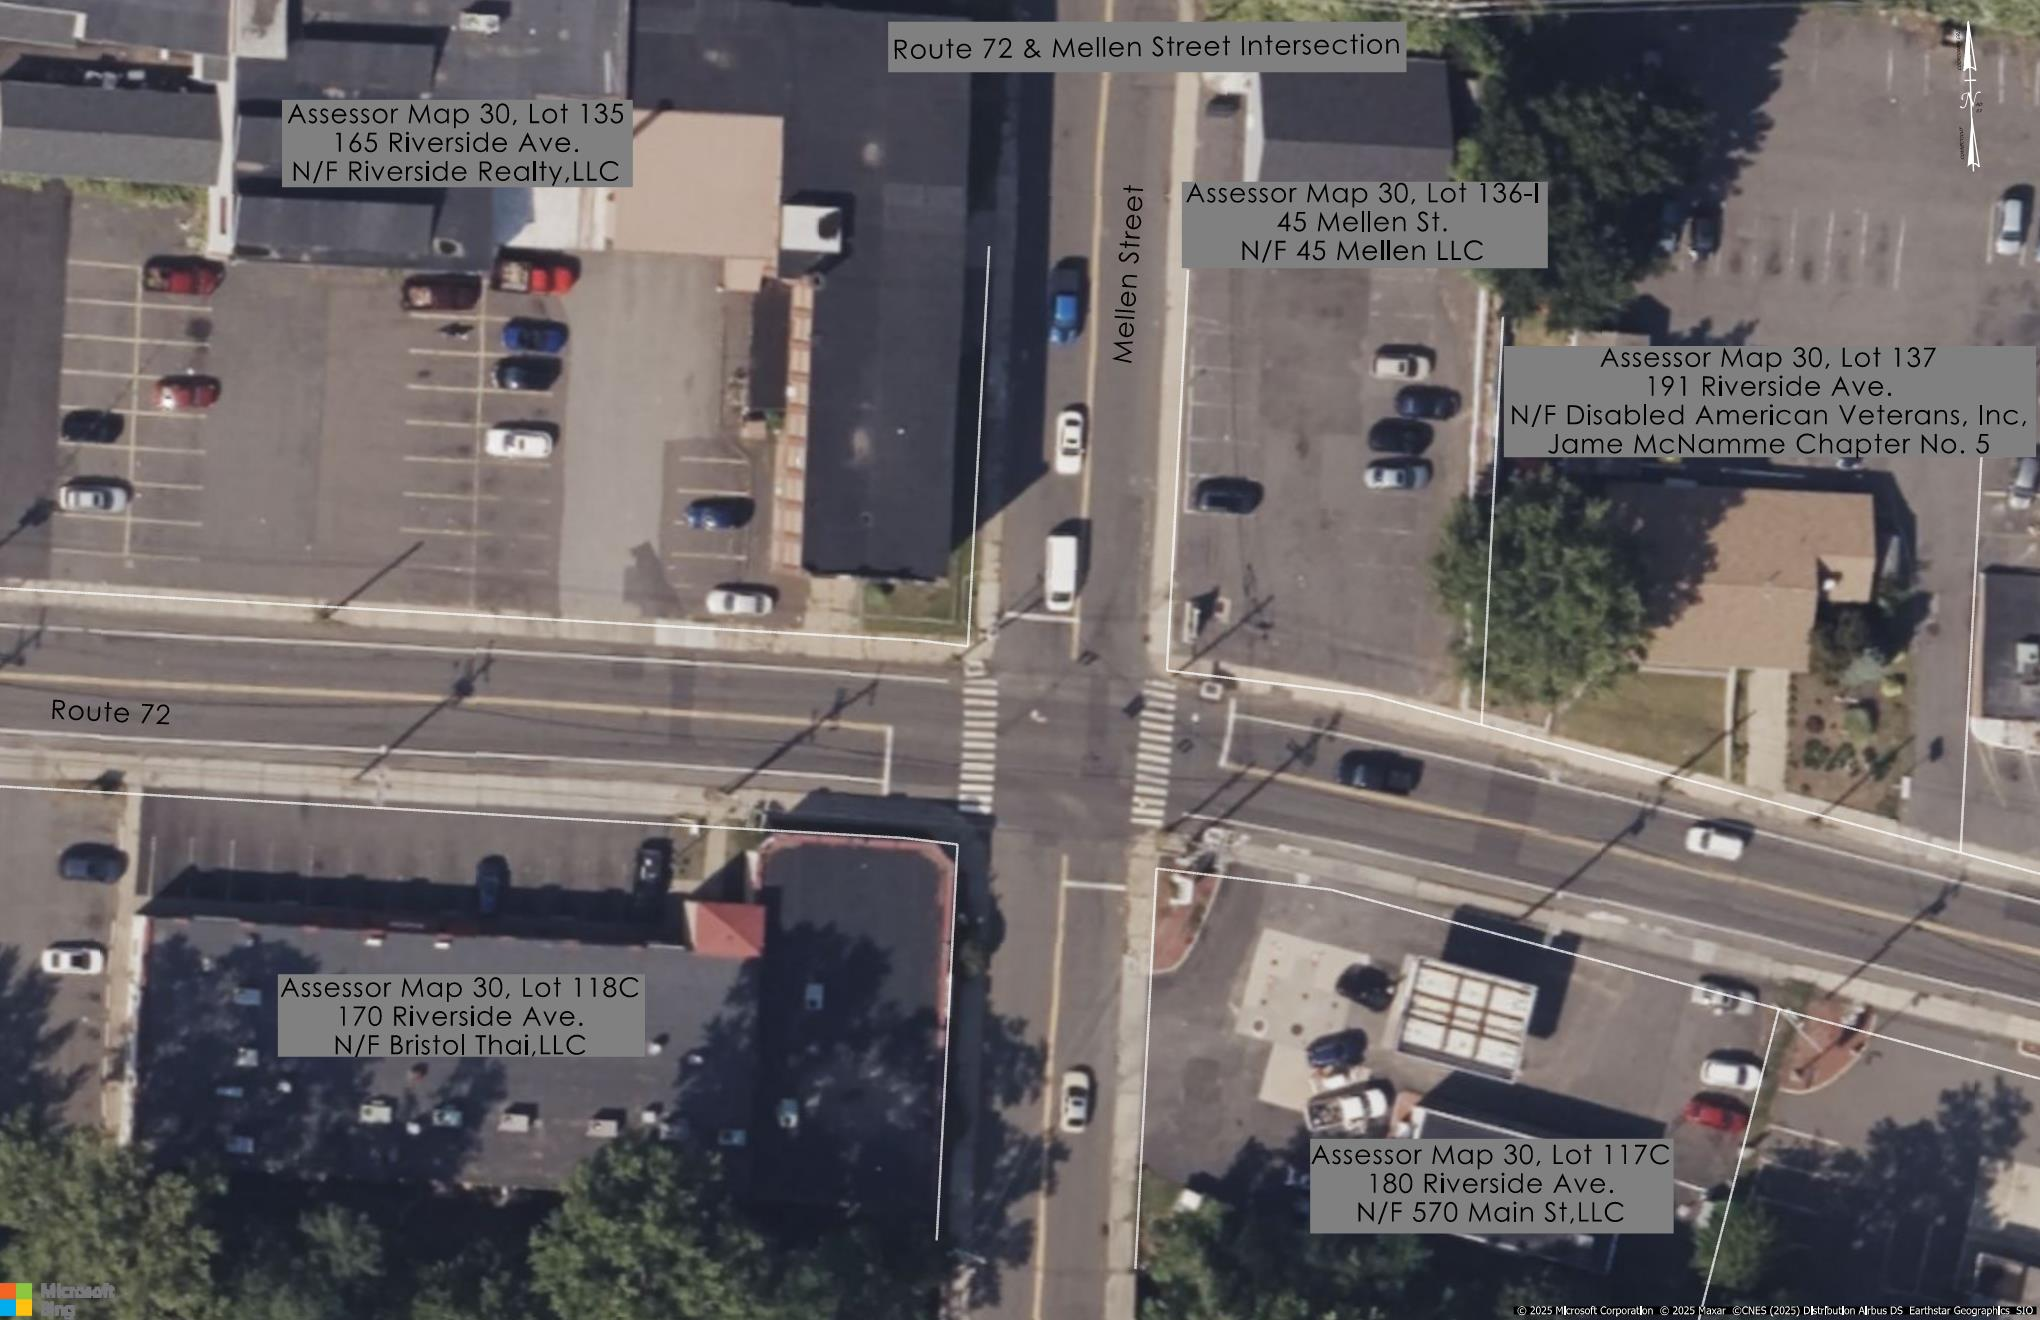 Route 72 & Mellen Street Intersection
Assessor Map 30, Lot 135
165 Riverside Ave.
N/F Riverside Realty,LLC
Mellen Street
Assessor Map 30, Lot 136-I
45 Mellen St.
N/F 45 Mellen LLC
Assessor Map 30, Lot 137
191 Riverside Ave.
N/F Disabled American Veterans, Inc,
Jame McNamme Chapter No. 5
N
Route 72
Assessor Map 30, Lot 118C
170 Riverside Ave.
N/F Bristol Thai,LLC
Assessor Map 30, Lot 117C
180 Riverside Ave.
N/F 570 Main St,LLC
Microsoft
Bing
© 2025 Microsoft Corporation © 2025 Maxar ©CNES (2025) Distribution Airbus DS Earthstar Geographics SIO